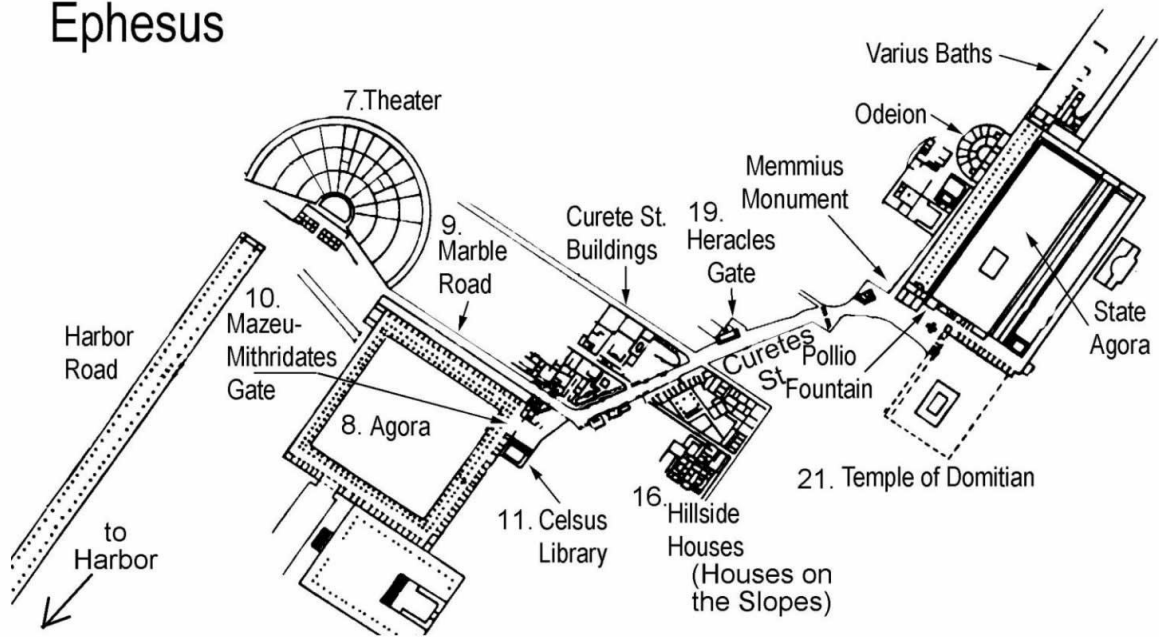 Ephesus
7.Theater
Varius Baths
Odeion
Memmius
Monument
19.
Heracles
Gate
Curete St.
Buildings
9.
Marble
Road
10.
Mazeu-
Mithridates
Gate
Harbor
Road
State
Agora
Curetes
St.
Pollio
Fountain
8. Agora
21. Temple of Domitian
16.
Hillside
Houses
(Houses on
the Slopes)
11. Celsus
Library
to
Harbor